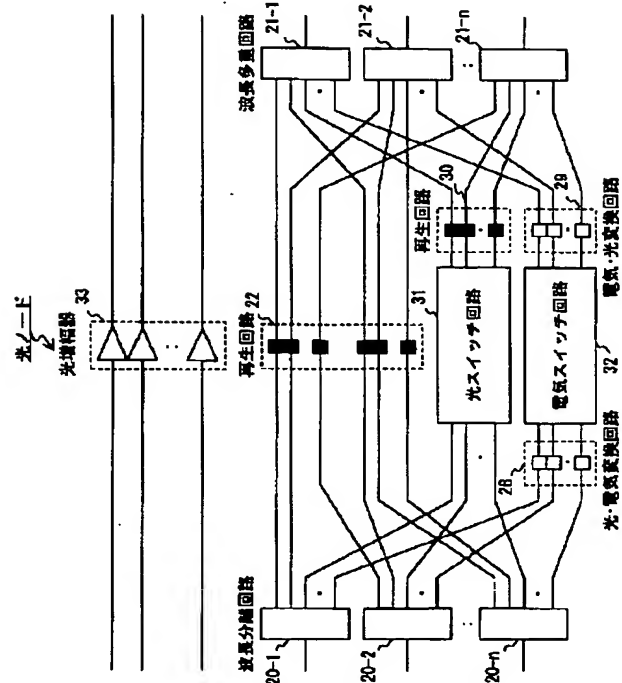 光ノード
光増幅器
33
波長分離回路
20-1
20-2
20-n
再生回路 22
波長多重回路
21-1
21-2
21-n
31
光スイッチ回路
再生回路
30
28
光・電気変換回路
電気スイッチ回路
32
29
電気・光変換回路